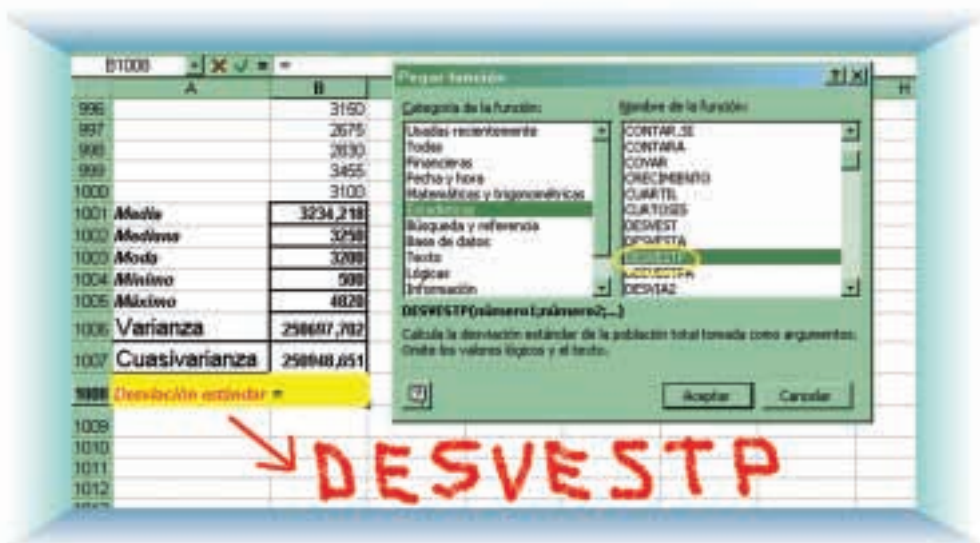 B1008 = =
Pegar función
A B H
996 3150
997 2675
998 2830
999 3455
1000 3100
1001 Media 3234,218
1002 Mediana 3250
1003 Moda 3200
1004 Mínimo 500
1005 Máximo 4820
1006 Varianza 250697,702
1007 Cuasivarianza 250948,651
1008 Desviación estándar =
1009
1010
1011
1012
Categoría de la función:
Usadas recientemente
Todas
Financieras
Fecha y hora
Matemáticas y trigonométricas
Estadísticas
Búsqueda y referencia
Base de datos
Texto
Lógicas
Información
Nombre de la función:
CONTAR.SI
CONTARA
COVAR
CRECIMIENTO
CUARTIL
CURTOSIS
DESVEST
DESVESTA
DESVESTP
DESVESTPA
DESVIA2
DESVESTP(número1;número2;...)
Calcula la desviación estándar de la población total tomada como argumentos.
Omite los valores lógicos y el texto.
Aceptar Cancelar
DESVESTP